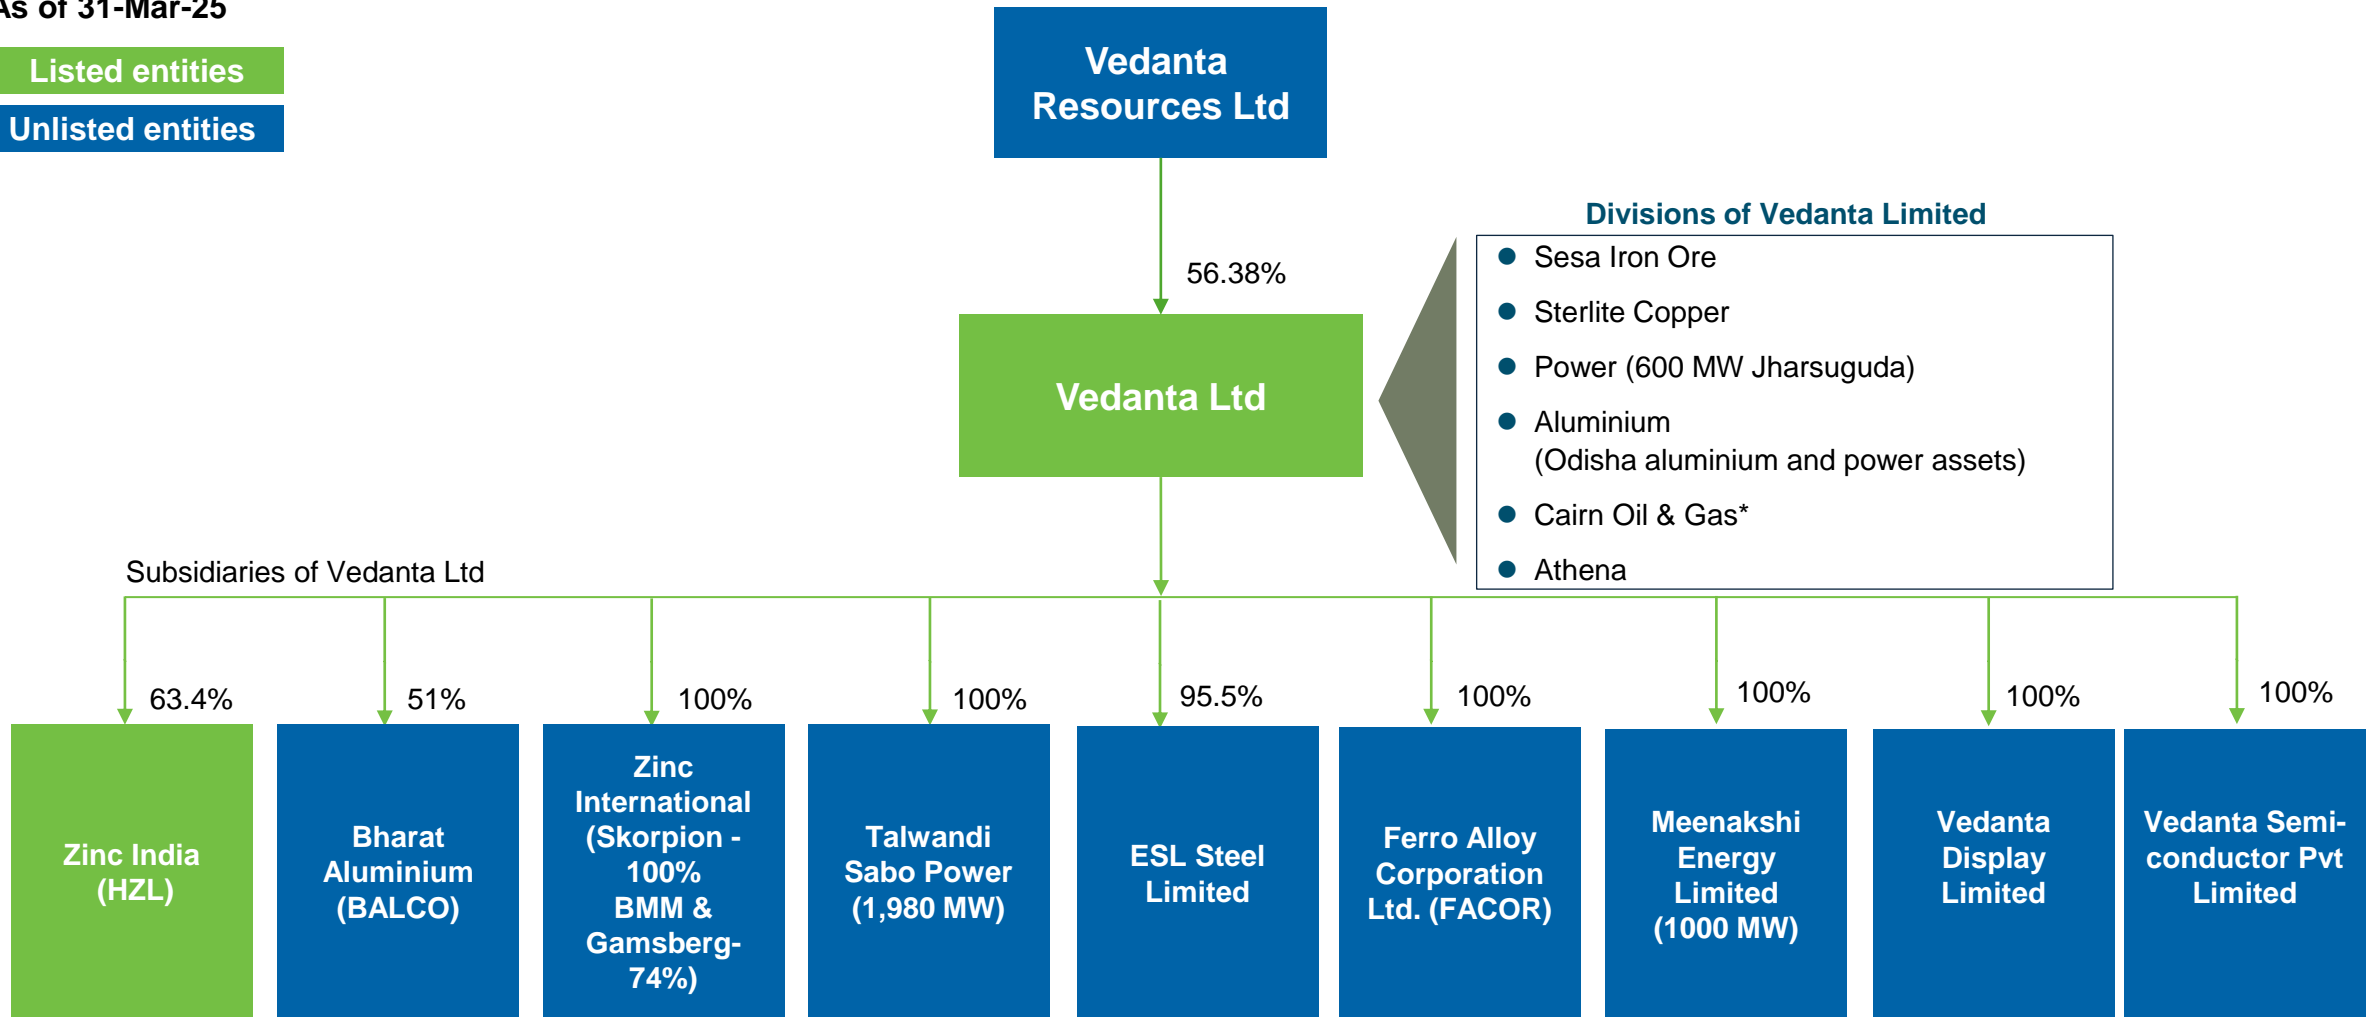 As of 31-Mar-25
Listed entities
Unlisted entities
Vedanta
Resources Ltd
56.38%
Vedanta Ltd
Divisions of Vedanta Limited
Sesa Iron Ore
Sterlite Copper
Power (600 MW Jharsuguda)
Aluminium
(Odisha aluminium and power assets)
Cairn Oil & Gas*
Athena
Subsidiaries of Vedanta Ltd
63.4%
51%
100%
100%
95.5%
100%
100%
100%
100%
Zinc India
(HZL)
Bharat
Aluminium
(BALCO)
Zinc
International
(Skorpion -
100%
BMM &
Gamsberg-
74%)
Talwandi
Sabo Power
(1,980 MW)
ESL Steel
Limited
Ferro Alloy
Corporation
Ltd. (FACOR)
Meenakshi
Energy
Limited
(1000 MW)
Vedanta
Display
Limited
Vedanta Semi-
conductor Pvt
Limited